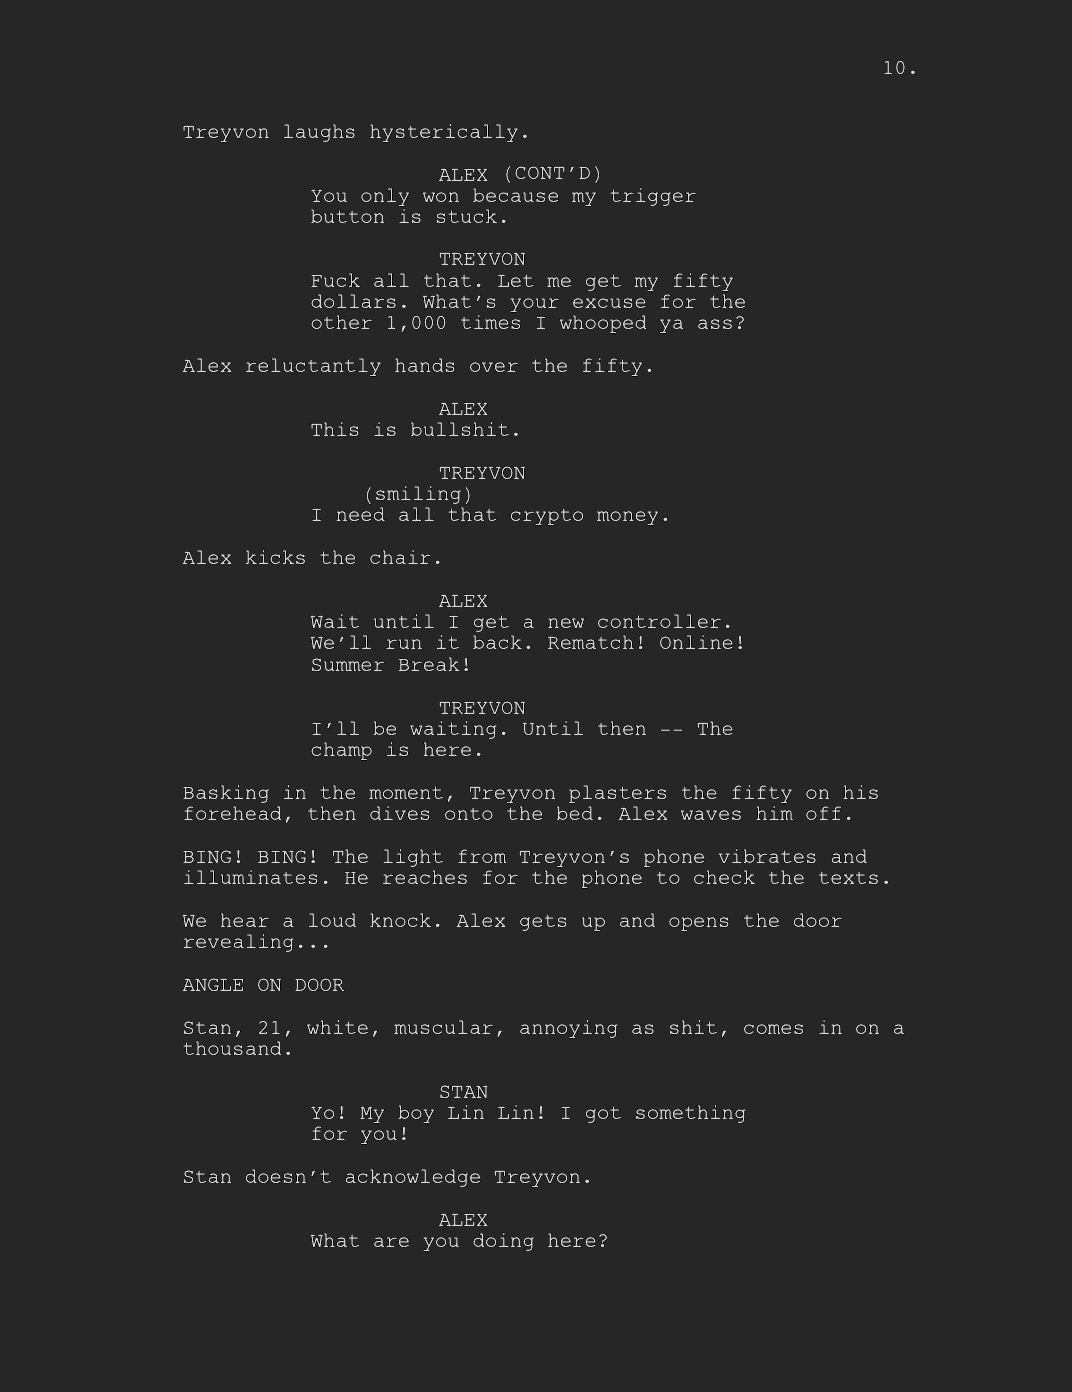 10.
Treyvon laughs hysterically.
ALEX (CONT’D)
You only won because my trigger
button is stuck.
TREYVON
Fuck all that. Let me get my fifty
dollars. What’s your excuse for the
other 1,000 times I whooped ya ass?
Alex reluctantly hands over the fifty.
ALEX
This is bullshit.
TREYVON
(smiling)
I need all that crypto money.
Alex kicks the chair.
ALEX
Wait until I get a new controller.
We’ll run it back. Rematch! Online!
Summer Break!
TREYVON
I’ll be waiting. Until then -- The
champ is here.
Basking in the moment, Treyvon plasters the fifty on his
forehead, then dives onto the bed. Alex waves him off.
BING! BING! The light from Treyvon’s phone vibrates and
illuminates. He reaches for the phone to check the texts.
We hear a loud knock. Alex gets up and opens the door
revealing...
ANGLE ON DOOR
Stan, 21, white, muscular, annoying as shit, comes in on a
thousand.
STAN
Yo! My boy Lin Lin! I got something
for you!
Stan doesn’t acknowledge Treyvon.
ALEX
What are you doing here?